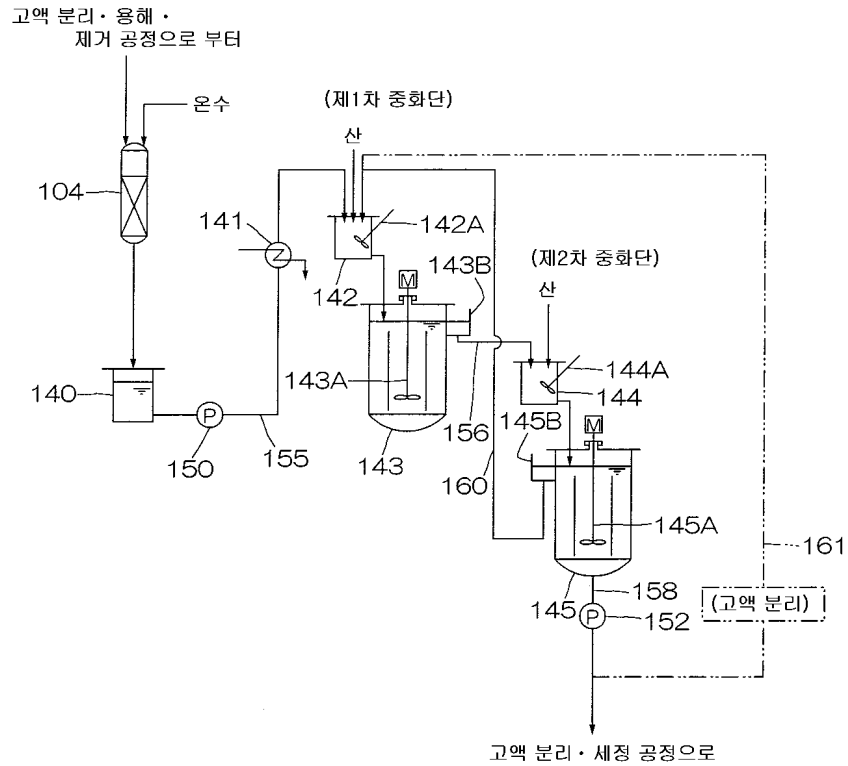 고액 분리·용해·
제거 공정으로 부터
온수
(제1차 중화단)
산
104
141
142A
142
143B
M
(제2차 중화단)
산
140
143A
144A
144
P
150
155
143
156
145B
M
160
145A
161
145
158
(고액 분리)
P
152
고액 분리·세정 공정으로